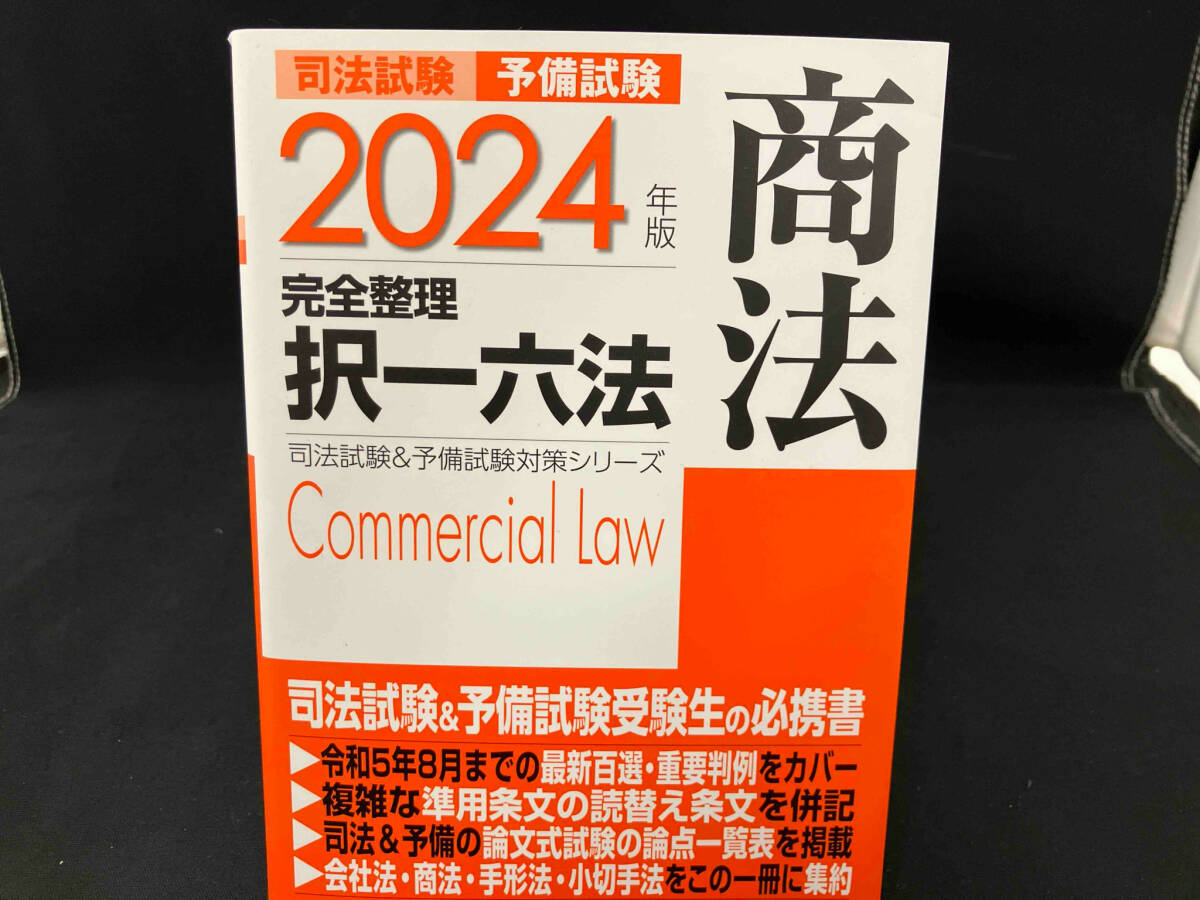 司法試験 予備試験
2024年版
商法
完全整理
択一六法
司法試験&予備試験対策シリーズ
Commercial Law
司法試験&予備試験受験生の必携書
▶令和5年8月までの最新百選・重要判例をカバー
▶複雑な準用条文の読替え条文を併記
▶司法&予備の論文式試験の論点一覧表を掲載
▶会社法・商法・手形法・小切手法をこの一冊に集約